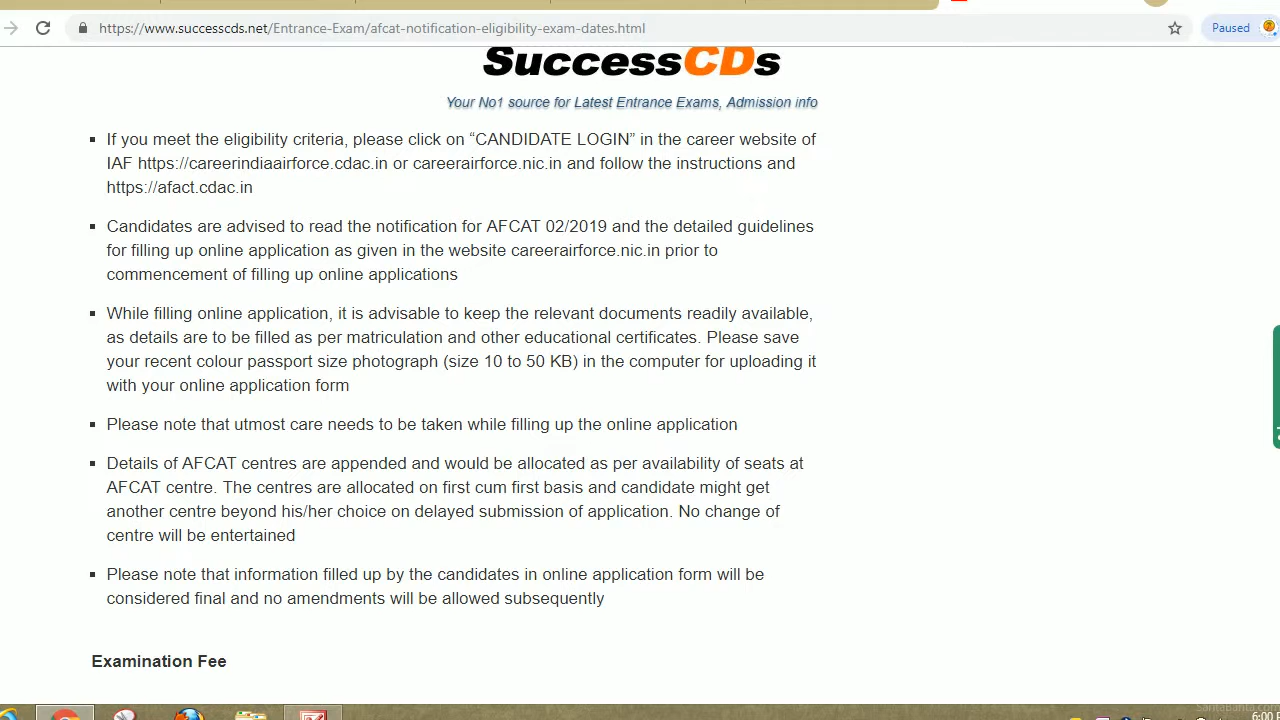 https://www.successcds.net/Entrance-Exam/afcat-notification-eligibility-exam-dates.html
Paused
SuccessCDs
Your No1 source for Latest Entrance Exams, Admission info
▪ If you meet the eligibility criteria, please click on “CANDIDATE LOGIN” in the career website of
IAF https://careerindiaairforce.cdac.in or careerairforce.nic.in and follow the instructions and
https://afact.cdac.in
▪ Candidates are advised to read the notification for AFCAT 02/2019 and the detailed guidelines
for filling up online application as given in the website careerairforce.nic.in prior to
commencement of filling up online applications
▪ While filling online application, it is advisable to keep the relevant documents readily available,
as details are to be filled as per matriculation and other educational certificates. Please save
your recent colour passport size photograph (size 10 to 50 KB) in the computer for uploading it
with your online application form
▪ Please note that utmost care needs to be taken while filling up the online application
▪ Details of AFCAT centres are appended and would be allocated as per availability of seats at
AFCAT centre. The centres are allocated on first cum first basis and candidate might get
another centre beyond his/her choice on delayed submission of application. No change of
centre will be entertained
▪ Please note that information filled up by the candidates in online application form will be
considered final and no amendments will be allowed subsequently
Examination Fee
SantaBanta.com
6:00